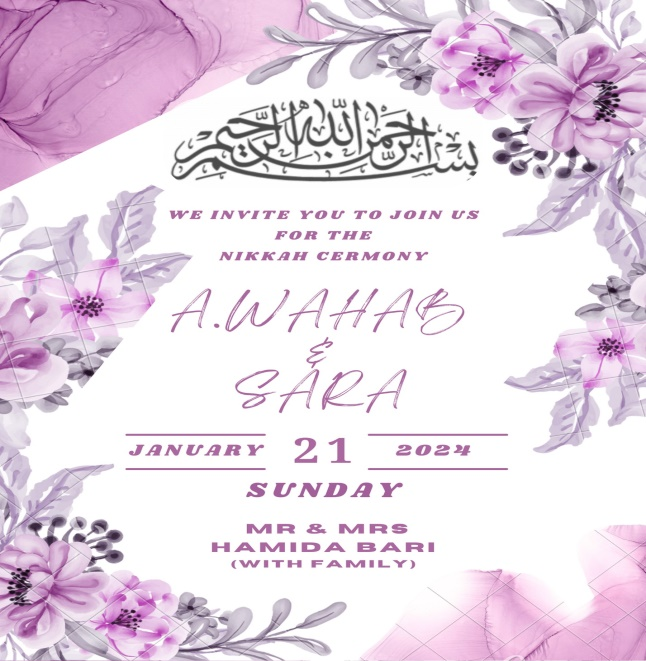 بسم الله الرحمن الرحيم
WE INVITE YOU TO JOIN US
FOR THE
NIKKAH CERMONY
A.WAHAB
&
SARA
JANUARY 21 2024
SUNDAY
MR & MRS
HAMIDA BARI
(WITH FAMILY)